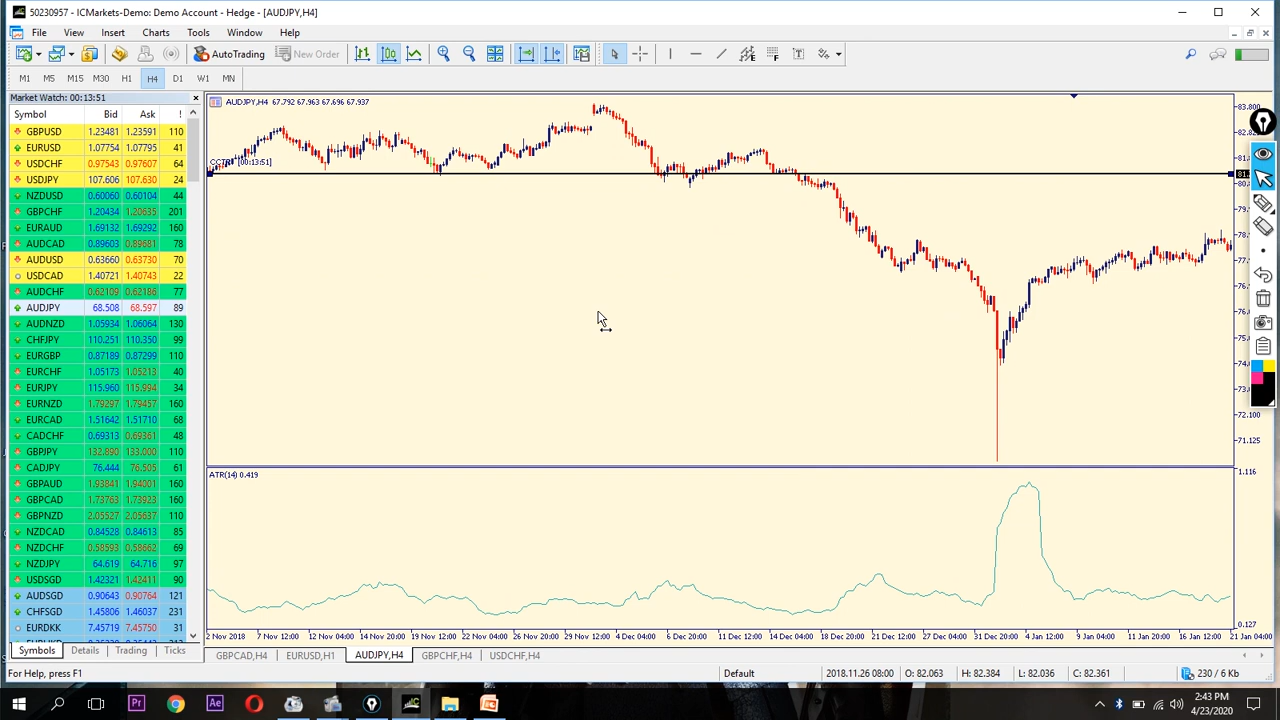 50230957 - ICMarkets-Demo: Demo Account - Hedge - [AUDJPY,H4]
File View Insert Charts Tools Window Help
AutoTrading New Order
M1 M5 M15 M30 H1 H4 D1 W1 MN
Market Watch: 00:13:51
Symbol Bid Ask !
GBPUSD 1.23481 1.23591 110
EURUSD 1.07754 1.07795 41
USDCHF 0.97543 0.97607 64
USDJPY 107.606 107.630 24
NZDUSD 0.60060 0.60104 44
GBPCHF 1.20434 1.20635 201
EURAUD 1.69132 1.69292 160
AUDCAD 0.89603 0.89681 78
AUDUSD 0.63660 0.63730 70
USDCAD 1.40721 1.40743 22
AUDCHF 0.62109 0.62186 77
AUDJPY 68.508 68.597 89
AUDNZD 1.05934 1.06064 130
CHFJPY 110.251 110.350 99
EURGBP 0.87189 0.87299 110
EURCHF 1.05173 1.05213 40
EURJPY 115.960 115.994 34
EURNZD 1.79297 1.79457 160
EURCAD 1.51642 1.51710 68
CADCHF 0.69313 0.69361 48
GBPJPY 132.890 133.000 110
CADJPY 76.444 76.505 61
GBPAUD 1.93841 1.94001 160
GBPCAD 1.73763 1.73923 160
GBPNZD 2.05527 2.05637 110
NZDCAD 0.84528 0.84613 85
NZDCHF 0.58593 0.58662 69
NZDJPY 64.619 64.716 97
USDSGD 1.42321 1.42411 90
AUDSGD 0.90643 0.90764 121
CHFSGD 1.45806 1.46037 231
EURDKK 7.45719 7.45750 31
Symbols Details Trading Ticks
AUDJPY,H4 67.792 67.963 67.696 67.937
[00:13:51]
83.800
72.100
71.125
ATR(14) 0.419
1.116
0.127
2 Nov 2018 7 Nov 12:00 12 Nov 04:00 14 Nov 20:00 19 Nov 12:00 22 Nov 04:00 26 Nov 20:00 29 Nov 12:00 4 Dec 04:00 6 Dec 20:00 11 Dec 12:00 14 Dec 04:00 18 Dec 20:00 21 Dec 12:00 27 Dec 04:00 31 Dec 20:00 4 Jan 12:00 9 Jan 04:00 11 Jan 20:00 16 Jan 12:00 21 Jan 04:00
GBPCAD,H4 EURUSD,H1 AUDJPY,H4 GBPCHF,H4 USDCHF,H4
For Help, press F1 Default 2018.11.26 08:00 O: 82.063 H: 82.384 L: 82.036 C: 82.361 230 / 6 Kb
Pr Ae
2:43 PM
4/23/2020